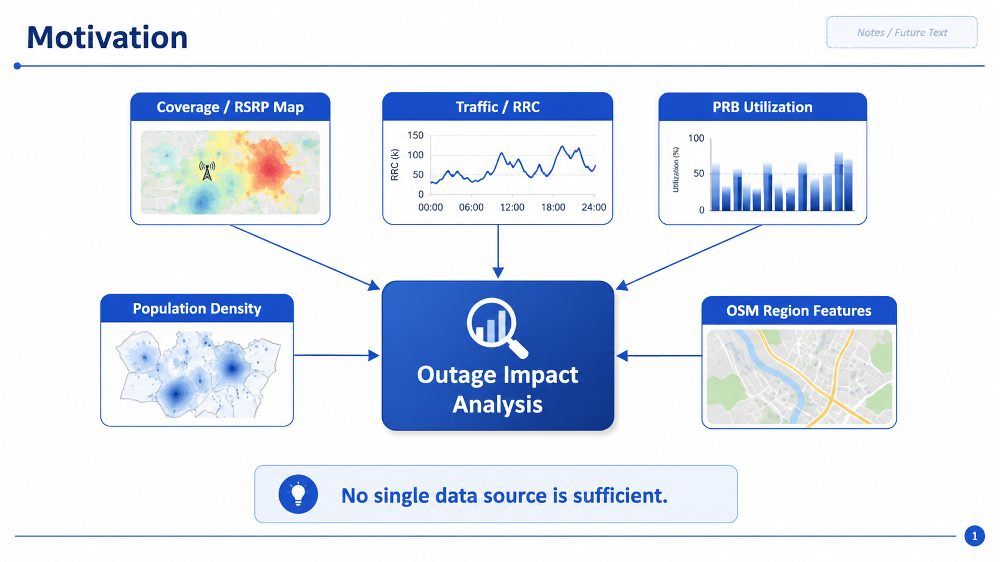 Motivation
Notes / Future Text
Coverage / RSRP Map
Traffic / RRC
RRC (k)
150
100
50
0
00:00 06:00 12:00 18:00 24:00
PRB Utilization
Utilization (%)
100
50
0
Population Density
Outage Impact
Analysis
OSM Region Features
No single data source is sufficient.
1